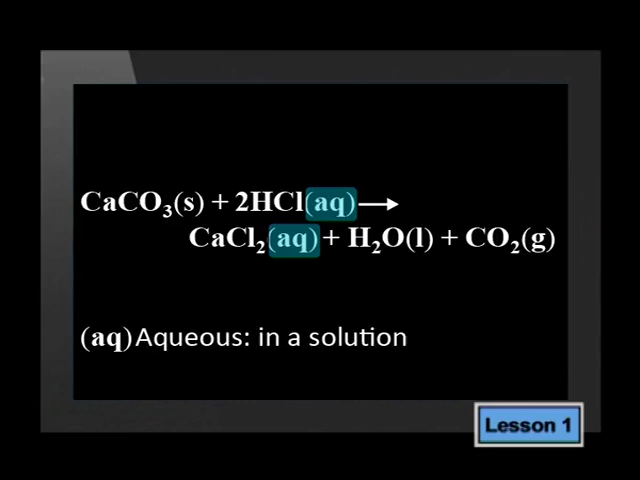 CaCO₃(s) + 2HCl(aq) ⟶
CaCl₂(aq) + H₂O(l) + CO₂(g)
(aq) Aqueous: in a solution
Lesson 1